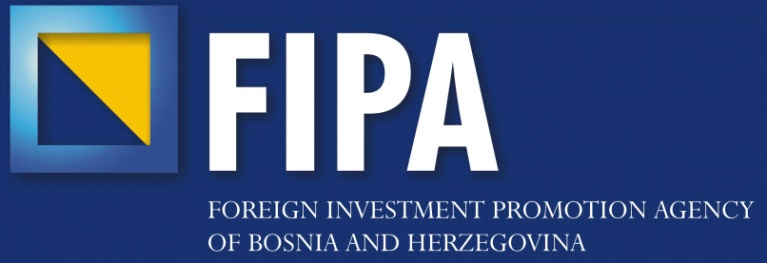 FIPA
FOREIGN INVESTMENT PROMOTION AGENCY
OF BOSNIA AND HERZEGOVINA